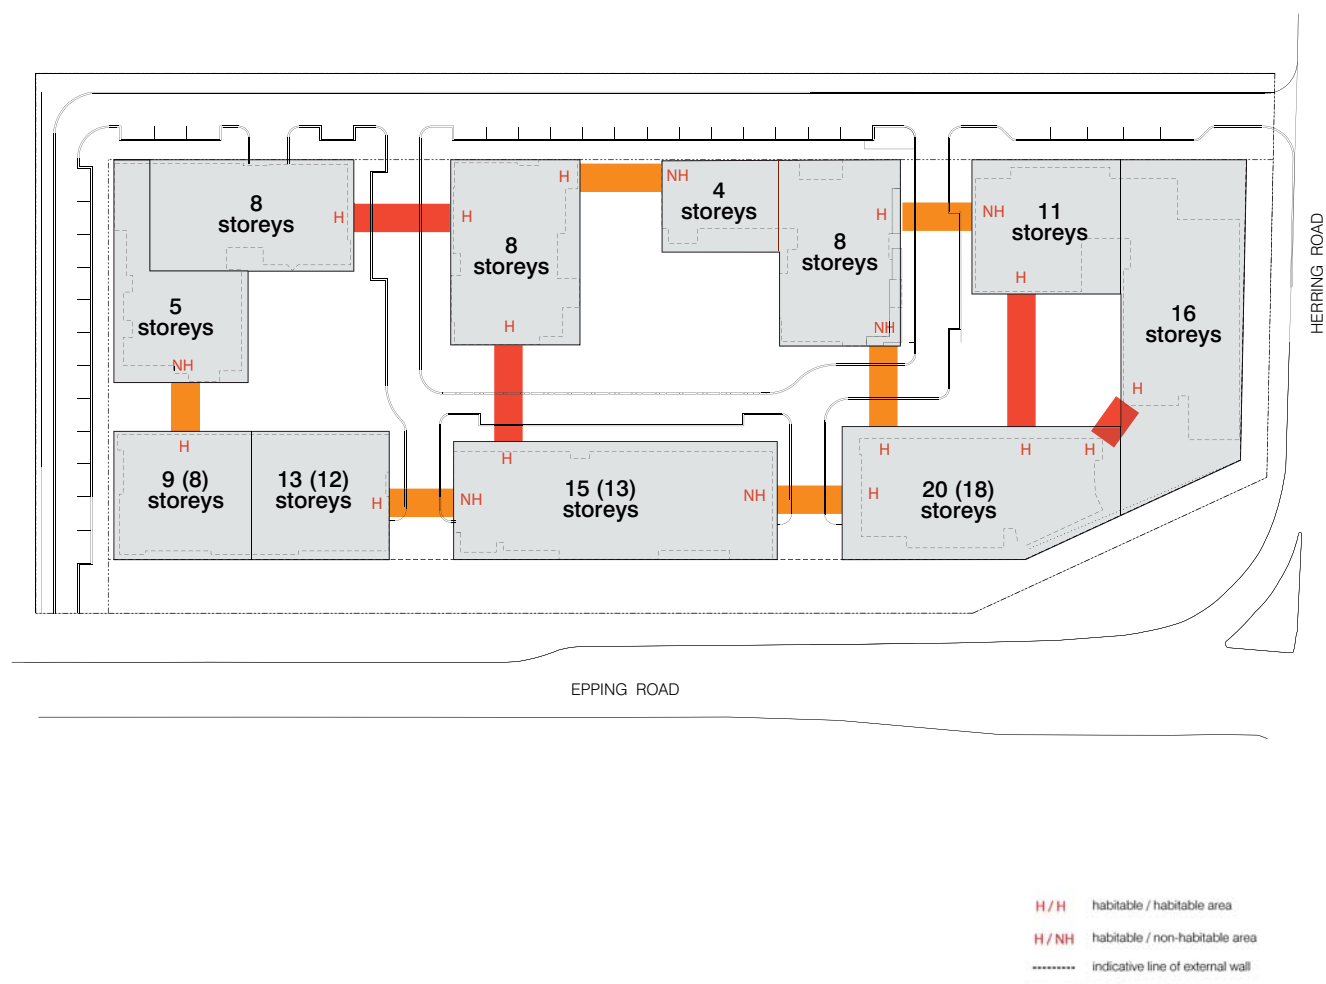 8
storeys
H
H
H
8
storeys
H
NH
4
storeys
8
storeys
H
NH
NH
11
storeys
H
16
storeys
H
HERRING ROAD
5
storeys
NH
H
9 (8)
storeys
13 (12)
storeys
H
NH
H
15 (13)
storeys
NH
H
H
20 (18)
storeys
H
H
EPPING ROAD
H / H habitable / habitable area
H / NH habitable / non-habitable area
indicative line of external wall